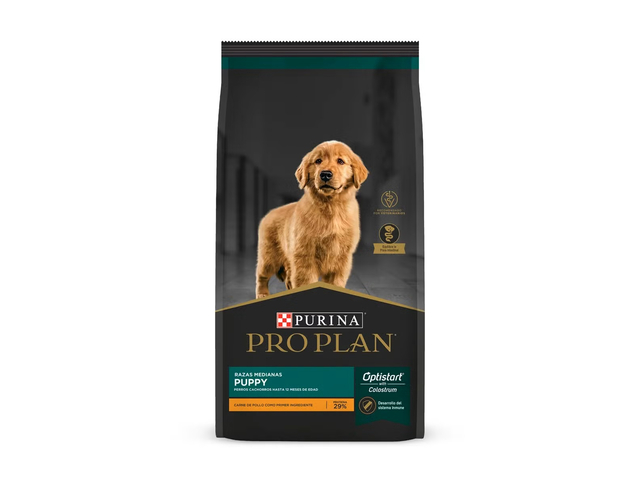 PURINA
PRO PLAN
RAZAS MEDIANAS
PUPPY
PERROS CACHORROS HASTA 12 MESES DE EDAD
CARNE DE POLLO COMO PRIMER INGREDIENTE
PROTEÍNA
29%
Optistart®
with
Colostrum
Desarrollo del
sistema inmune